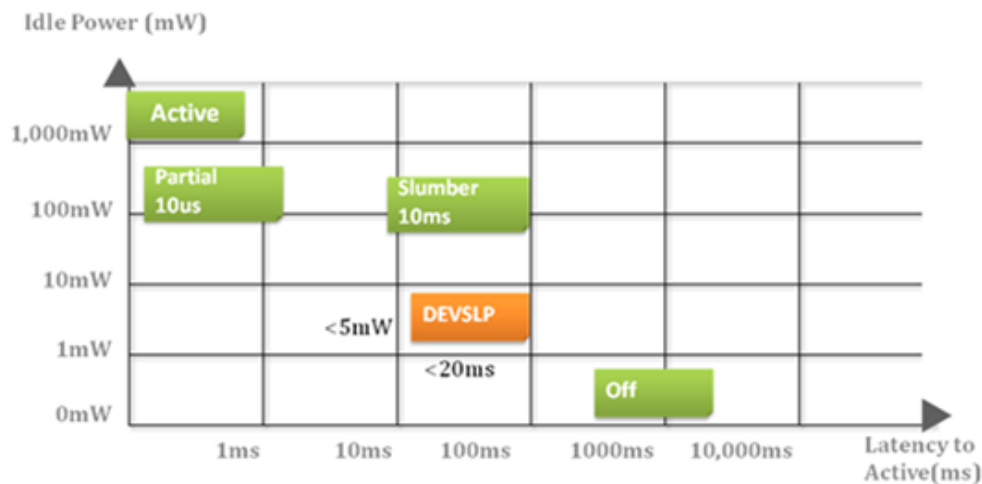 Idle Power (mW)
Active
1,000mW
Partial
10us
Slumber
10ms
100mW
10mW
DEVSLP
<5mW
1mW
<20ms
Off
0mW
1ms
10ms
100ms
1000ms
10,000ms
Latency to
Active(ms)